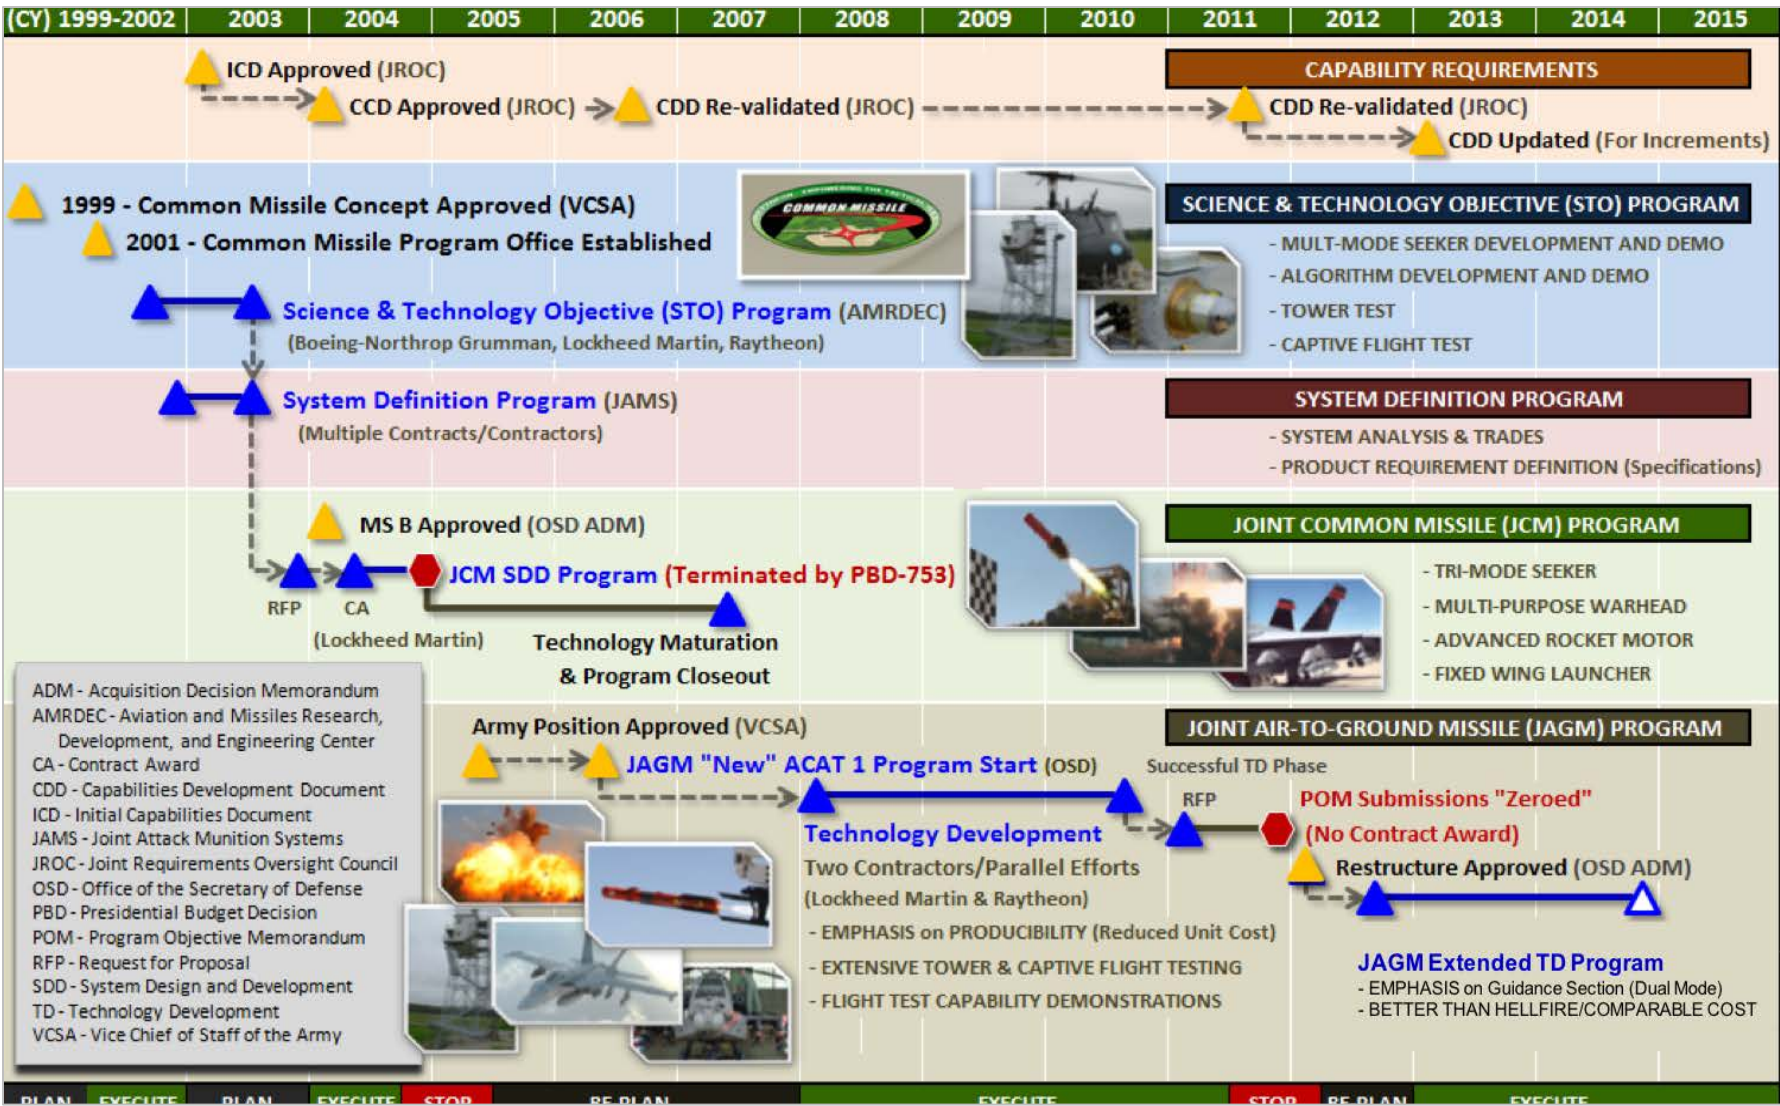 (CY) 1999-2002 2003 2004 2005 2006 2007 2008 2009 2010 2011 2012 2013 2014 2015
ICD Approved (JROC)
CAPABILITY REQUIREMENTS
CCD Approved (JROC)
CDD Re-validated (JROC)
CDD Re-validated (JROC)
CDD Updated (For Increments)
1999 - Common Missile Concept Approved (VCSA)
2001 - Common Missile Program Office Established
COMMON MISSILE
SCIENCE & TECHNOLOGY OBJECTIVE (STO) PROGRAM
- MULT-MODE SEEKER DEVELOPMENT AND DEMO
- ALGORITHM DEVELOPMENT AND DEMO
- TOWER TEST
- CAPTIVE FLIGHT TEST
Science & Technology Objective (STO) Program (AMRDEC)
(Boeing-Northrop Grumman, Lockheed Martin, Raytheon)
System Definition Program (JAMS)
(Multiple Contracts/Contractors)
SYSTEM DEFINITION PROGRAM
- SYSTEM ANALYSIS & TRADES
- PRODUCT REQUIREMENT DEFINITION (Specifications)
MS B Approved (OSD ADM)
JCM SDD Program (Terminated by PBD-753)
RFP
CA
(Lockheed Martin)
Technology Maturation
& Program Closeout
JOINT COMMON MISSILE (JCM) PROGRAM
- TRI-MODE SEEKER
- MULTI-PURPOSE WARHEAD
- ADVANCED ROCKET MOTOR
- FIXED WING LAUNCHER
ADM - Acquisition Decision Memorandum
AMRDEC - Aviation and Missiles Research,
Development, and Engineering Center
CA - Contract Award
CDD - Capabilities Development Document
ICD - Initial Capabilities Document
JAMS - Joint Attack Munition Systems
JROC - Joint Requirements Oversight Council
OSD - Office of the Secretary of Defense
PBD - Presidential Budget Decision
POM - Program Objective Memorandum
RFP - Request for Proposal
SDD - System Design and Development
TD - Technology Development
VCSA - Vice Chief of Staff of the Army
Army Position Approved (VCSA)
JAGM "New" ACAT 1 Program Start (OSD)
JOINT AIR-TO-GROUND MISSILE (JAGM) PROGRAM
Successful TD Phase
RFP
POM Submissions "Zeroed"
(No Contract Award)
Technology Development
Two Contractors/Parallel Efforts
(Lockheed Martin & Raytheon)
- EMPHASIS on PRODUCIBILITY (Reduced Unit Cost)
- EXTENSIVE TOWER & CAPTIVE FLIGHT TESTING
- FLIGHT TEST CAPABILITY DEMONSTRATIONS
Restructure Approved (OSD ADM)
JAGM Extended TD Program
- EMPHASIS on Guidance Section (Dual Mode)
- BETTER THAN HELLFIRE/COMPARABLE COST
PLAN EXECUTE PLAN EXECUTE STOP RE-PLAN EXECUTE STOP RE-PLAN EXECUTE